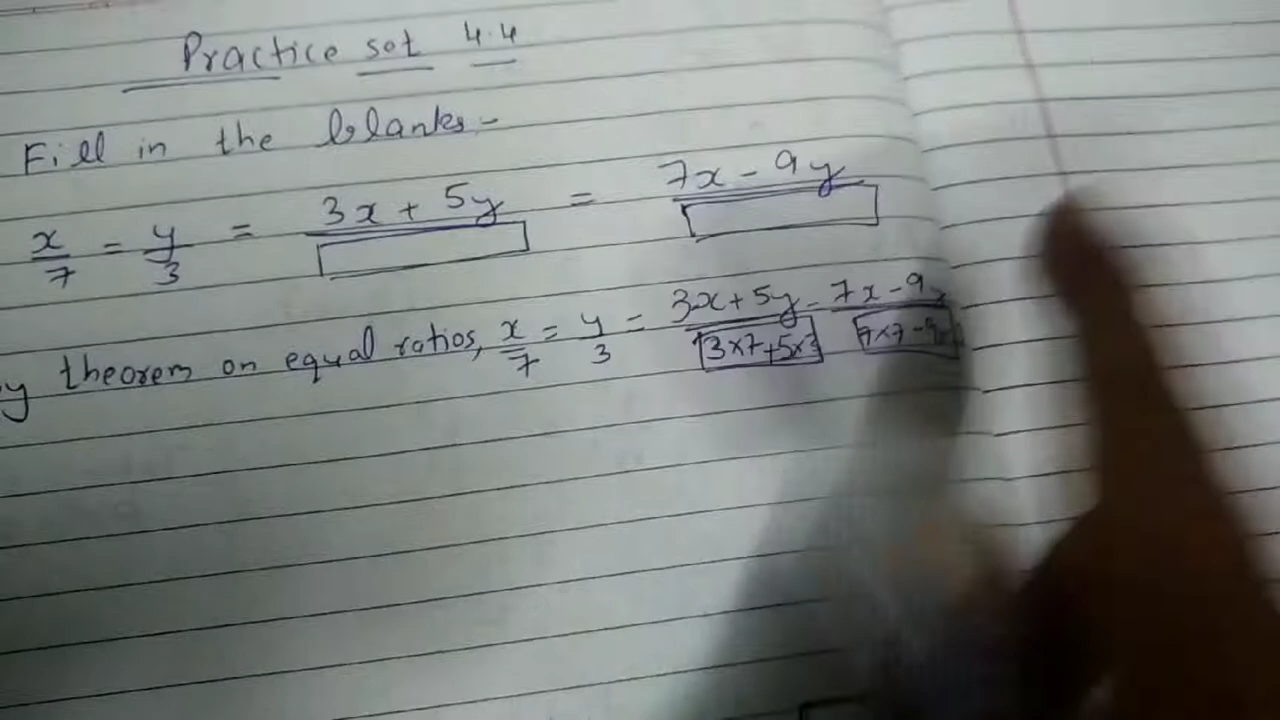 Practice set 4.4
Fill in the blanks -
x/7 = y/3 = 3x + 5y/☐ = 7x - 9y/☐
theorem on equal ratios, x/7 = y/3 = 3x+5y/3×7+5×3 = 7x-9y/7×7-9